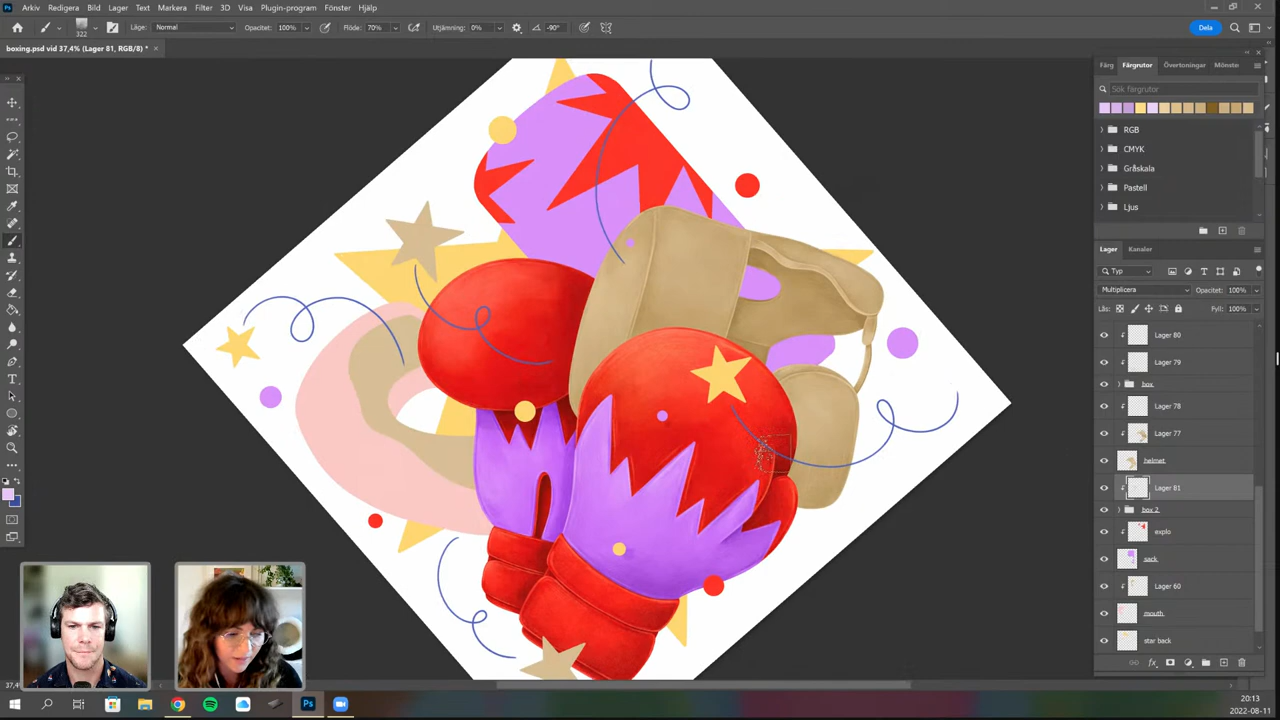 Arkiv Redigera Bild Lager Text Markera Filter 3D Visa Plugin-program Fönster Hjälp
322 Läge: Normal Opacitet: 100% Flöde: 70% Utjämning: 0% -90° Dela
boxing.psd vid 37,4% (Lager 81, RGB/8) *
Färg Färgrutor Övertoningar Mönste
Sök färgrutor
RGB
CMYK
Gråskala
Pastell
Ljus
Lager Kanaler
Typ
Multiplicera Opacitet: 100%
Lås: Fyll: 100%
Lager 80
Lager 79
box
Lager 78
Lager 77
helmet
Lager 81
box 2
explo
sack
Lager 60
mouth
star back
fx
20:13
2022-08-11